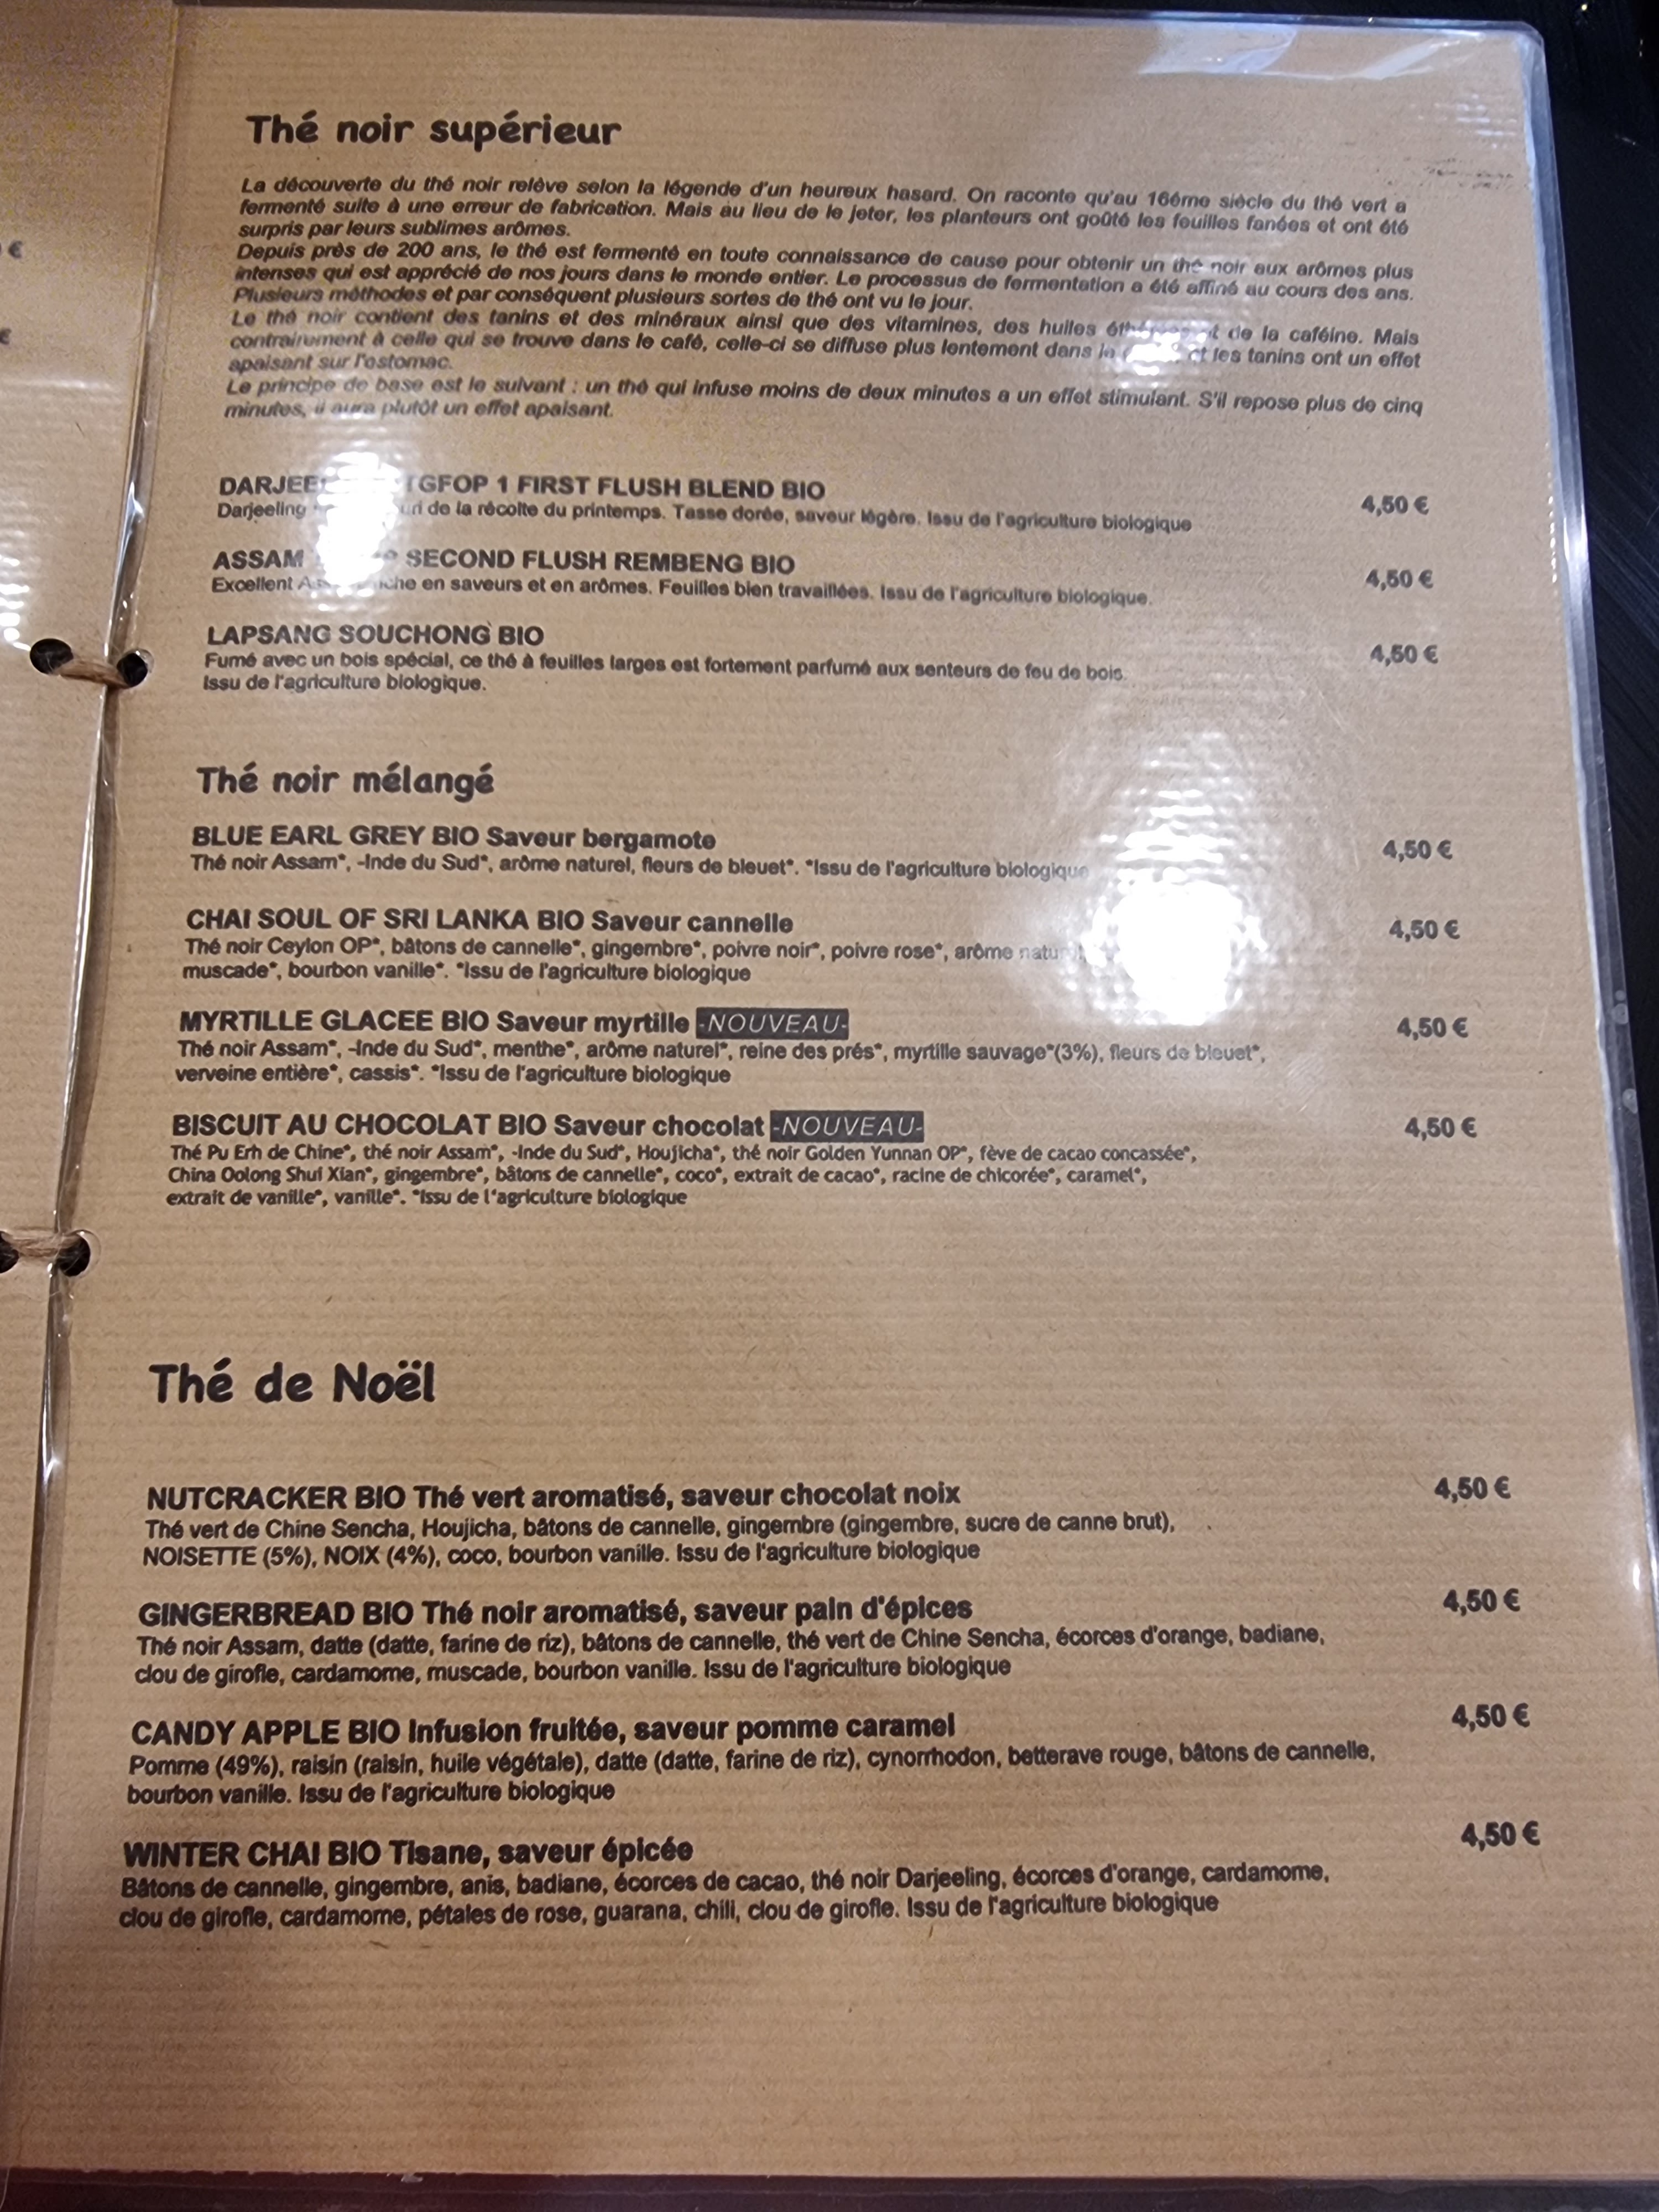 Thé noir supérieur
La découverte du thé noir relève selon la légende d'un heureux hasard. On raconte qu'au 16éme siècle du thé vert a
fermenté suite à une erreur de fabrication. Mais au lieu de le jeter, les planteurs ont goûté les feuilles fanées et ont été
surpris par leurs sublimes arômes.
Depuis près de 200 ans, le thé est fermenté en toute connaissance de cause pour obtenir un thé noir aux arômes plus
intenses qui est apprécié de nos jours dans le monde entier. Le processus de fermentation a été affiné au cours des ans.
Plusieurs méthodes et par conséquent plusieurs sortes de thé ont vu le jour.
Le thé noir contient des tanins et des minéraux ainsi que des vitamines, des huiles de la caféine. Mais
contrairement à celle qui se trouve dans le café, celle-ci se diffuse plus lentement dans le et les tanins ont un effet
apaisant sur l'estomac.
Le principe de base est le suivant : un thé qui infuse moins de deux minutes a un effet stimulant. S'il repose plus de cinq
minutes, il aura plutôt un effet apaisant.
TGFOP 1 FIRST FLUSH BLEND BIO 4,50 €
Darjeeling de la récolte du printemps. Tasse dorée, saveur légère. Issu de l'agriculture biologique
ASSAM SECOND FLUSH REMBENG BIO 4,50 €
Excellent en saveurs et en arômes. Feuilles bien travaillées. Issu de l'agriculture biologique.
LAPSANG SOUCHONG BIO 4,50 €
Fumé avec un bois spécial, ce thé à feuilles larges est fortement parfumé aux senteurs de feu de bois.
Issu de l'agriculture biologique.
Thé noir mélangé
BLUE EARL GREY BIO Saveur bergamote 4,50 €
Thé noir Assam*, -Inde du Sud*, arôme naturel, fleurs de bleuet*. *Issu de l'agriculture biologique
CHAI SOUL OF SRI LANKA BIO Saveur cannelle 4,50 €
Thé noir Ceylon OP*, bâtons de cannelle*, gingembre*, poivre noir*, poivre rose*, arôme
muscade*, bourbon vanille*. *Issu de l'agriculture biologique
MYRTILLE GLACEE BIO Saveur myrtille -NOUVEAU- 4,50 €
Thé noir Assam*, -Inde du Sud*, menthe*, arôme naturel*, reine des prés*, myrtille sauvage*(3%), fleurs de bleuet*,
verveine entière*, cassis*. *Issu de l'agriculture biologique
BISCUIT AU CHOCOLAT BIO Saveur chocolat -NOUVEAU- 4,50 €
Thé Pu Erh de Chine*, thé noir Assam*, -Inde du Sud*, Houjicha*, thé noir Golden Yunnan OP*, fève de cacao concassée*,
China Oolong Shui Xian*, gingembre*, bâtons de cannelle*, coco*, extrait de cacao*, racine de chicorée*, caramel*,
extrait de vanille*, vanille*. *Issu de l'agriculture biologique
Thé de Noël
NUTCRACKER BIO Thé vert aromatisé, saveur chocolat noix 4,50 €
Thé vert de Chine Sencha, Houjicha, bâtons de cannelle, gingembre (gingembre, sucre de canne brut),
NOISETTE (5%), NOIX (4%), coco, bourbon vanille. Issu de l'agriculture biologique
GINGERBREAD BIO Thé noir aromatisé, saveur pain d'épices 4,50 €
Thé noir Assam, datte (datte, farine de riz), bâtons de cannelle, thé vert de Chine Sencha, écorces d'orange, badiane,
clou de girofle, cardamome, muscade, bourbon vanille. Issu de l'agriculture biologique
CANDY APPLE BIO Infusion fruitée, saveur pomme caramel 4,50 €
Pomme (49%), raisin (raisin, huile végétale), datte (datte, farine de riz), cynorrhodon, betterave rouge, bâtons de cannelle,
bourbon vanille. Issu de l'agriculture biologique
WINTER CHAI BIO Tisane, saveur épicée 4,50 €
Bâtons de cannelle, gingembre, anis, badiane, écorces de cacao, thé noir Darjeeling, écorces d'orange, cardamome,
clou de girofle, cardamome, pétales de rose, guarana, chili, clou de girofle. Issu de l'agriculture biologique